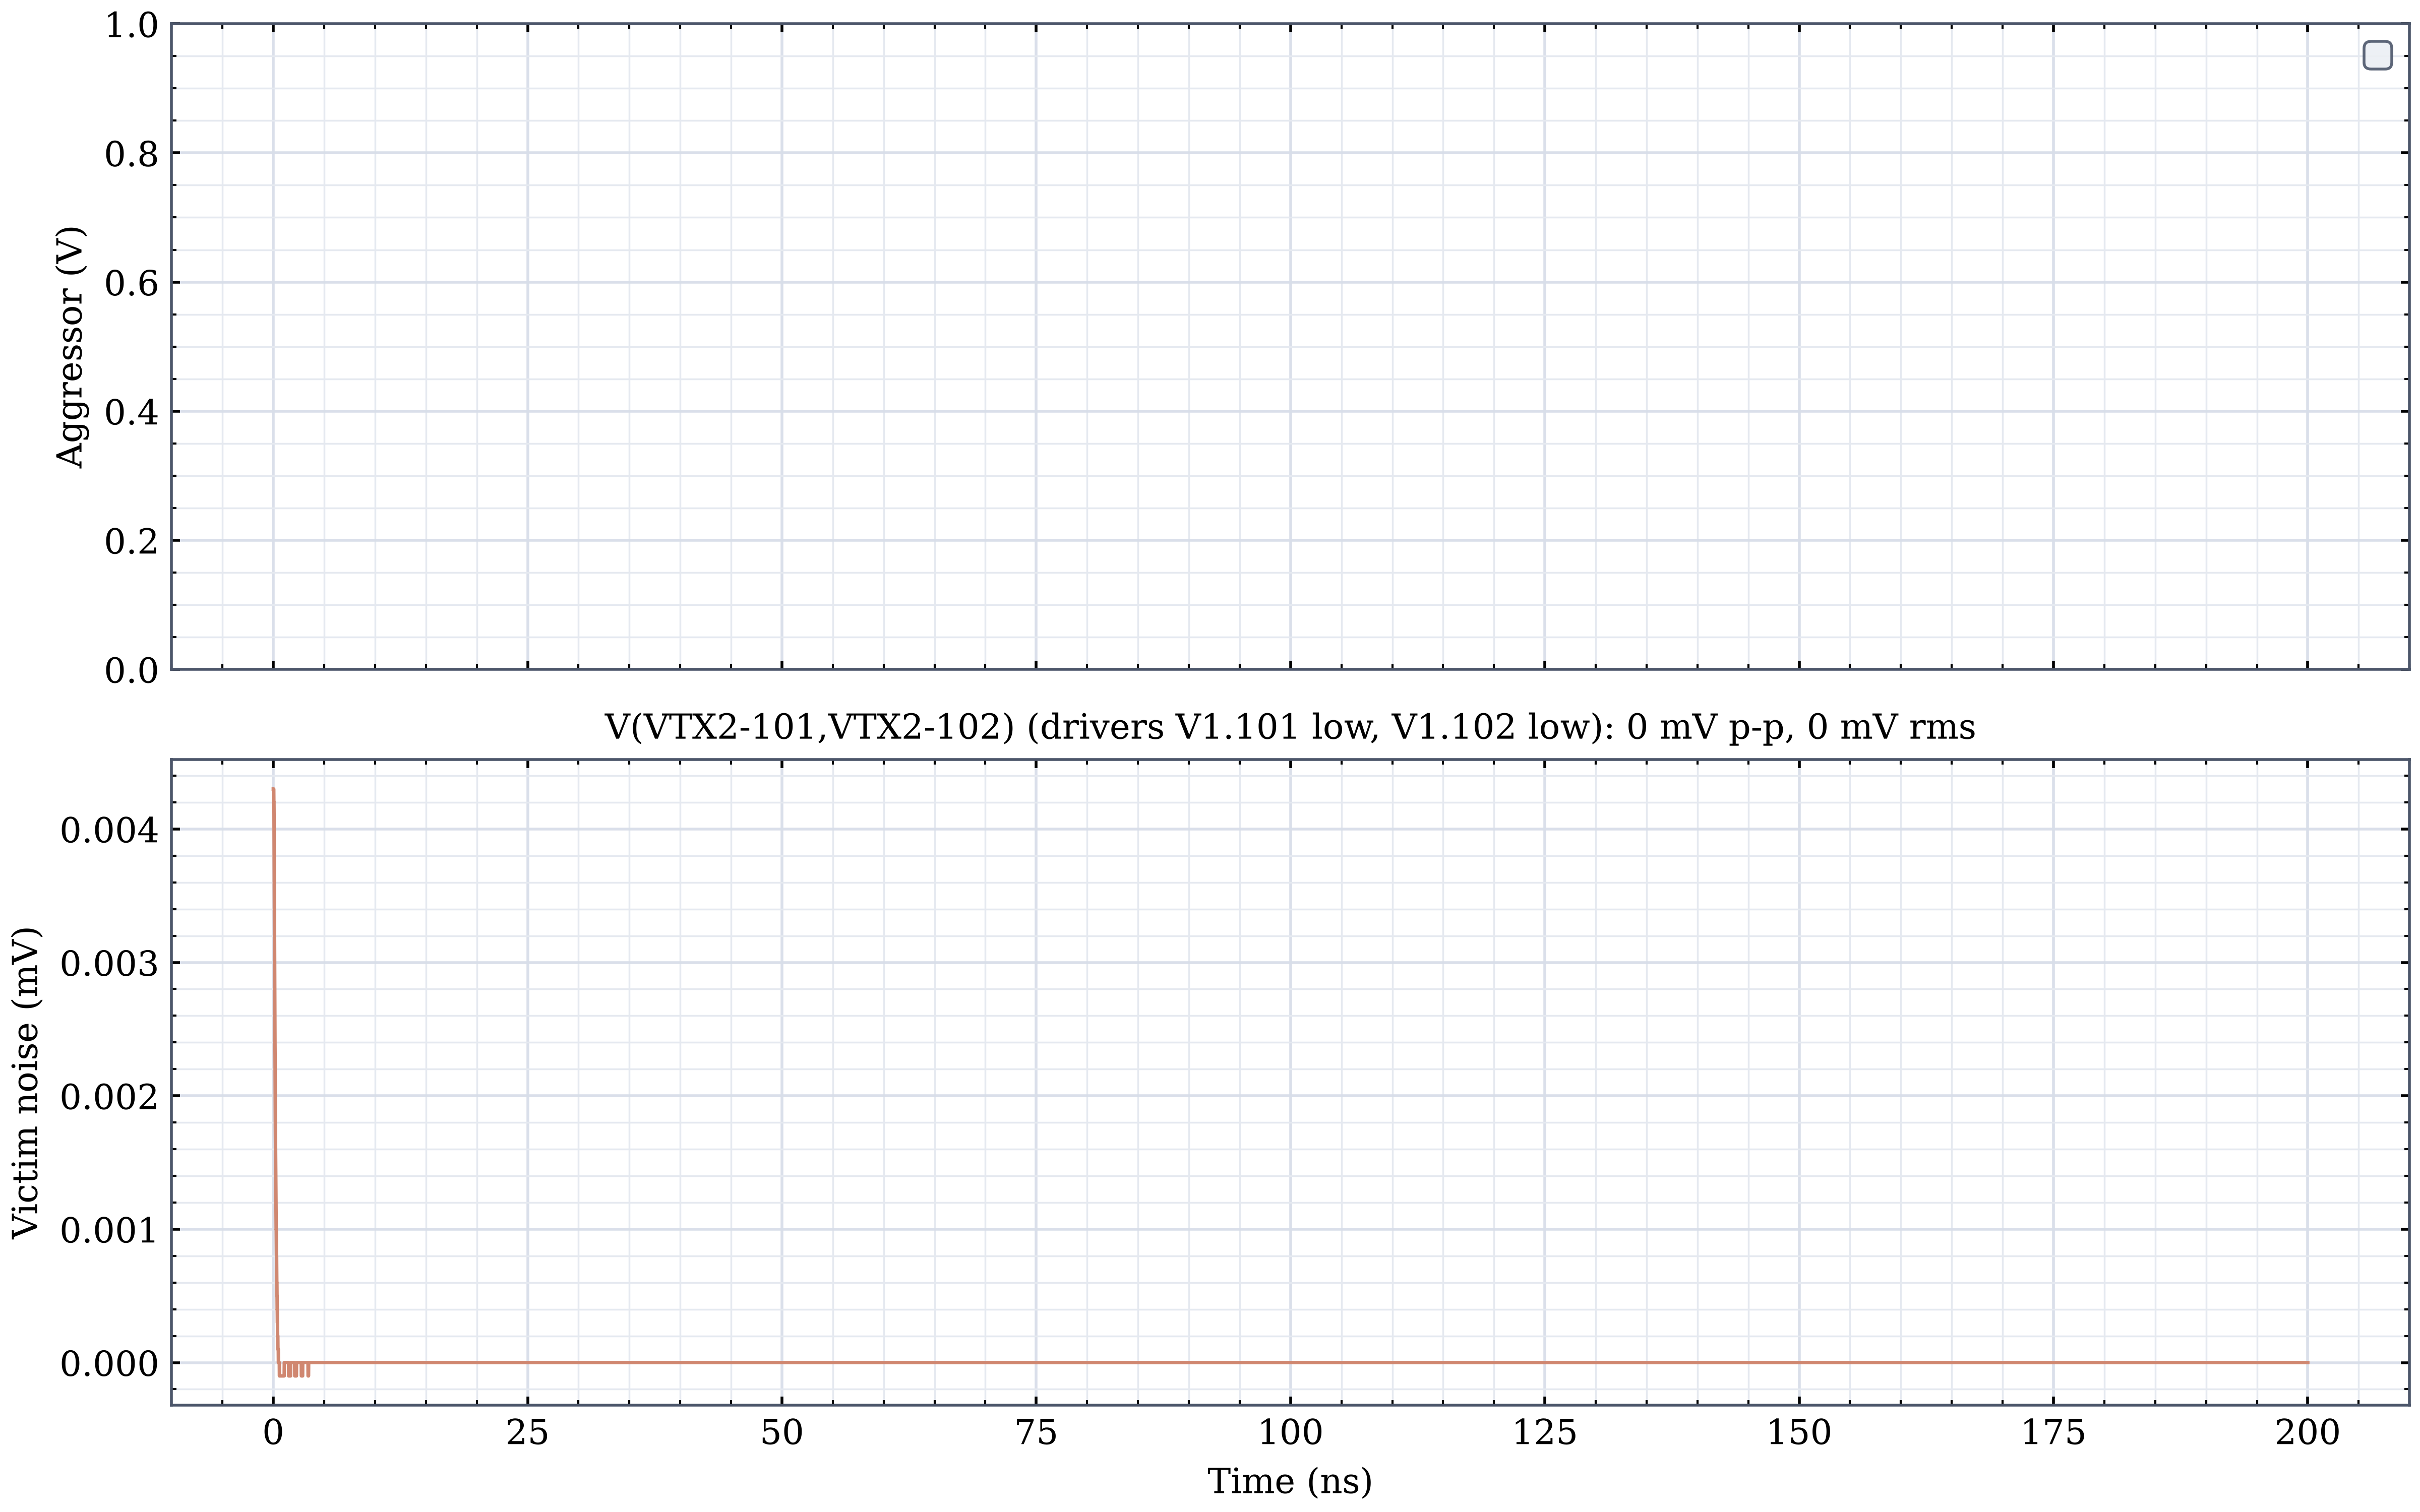 1.0
0.8
0.6
0.4
0.2
0.0
Aggressor (V)
V(VTX2-101,VTX2-102) (drivers V1.101 low, V1.102 low): 0 mV p-p, 0 mV rms
0.004
0.003
0.002
0.001
0.000
Victim noise (mV)
0 25 50 75 100 125 150 175 200
Time (ns)